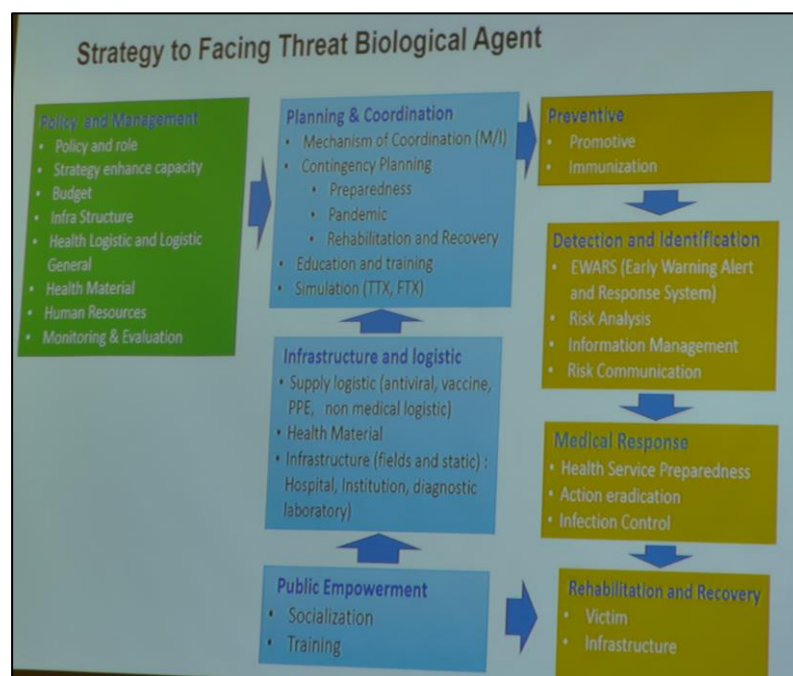 Strategy to Facing Threat Biological Agent
Policy and Management
• Policy and role
• Strategy enhance capacity
• Budget
• Infra Structure
• Health Logistic and Logistic
General
• Health Material
• Human Resources
• Monitoring & Evaluation
Planning & Coordination
• Mechanism of Coordination (M/I)
• Contingency Planning
• Preparedness
• Pandemic
• Rehabilitation and Recovery
• Education and training
• Simulation (TTX, FTX)
Infrastructure and logistic
• Supply logistic (antiviral, vaccine,
PPE, non medical logistic)
• Health Material
• Infrastructure (fields and static) :
Hospital, Institution, diagnostic
laboratory)
Public Empowerment
• Socialization
• Training
Preventive
• Promotive
• Immunization
Detection and Identification
• EWARS (Early Warning Alert
and Response System)
• Risk Analysis
• Information Management
• Risk Communication
Medical Response
• Health Service Preparedness
• Action eradication
• Infection Control
Rehabilitation and Recovery
• Victim
• Infrastructure